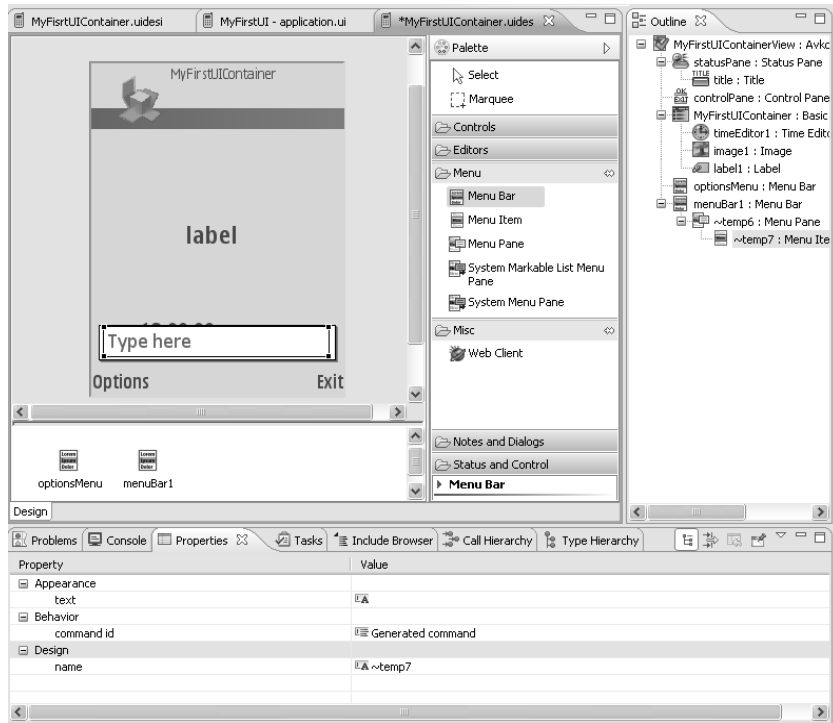 MyFisrtUIContainer.uidesi
MyFirstUI - application.ui
*MyFirstUIContainer.uides
Outline
MyFirstUIContainer
label
Type here
Options
Exit
optionsMenu
menuBar1
Design
Palette
Select
Marquee
Controls
Editors
Menu
Menu Bar
Menu Item
Menu Pane
System Markable List Menu
Pane
System Menu Pane
Misc
Web Client
Notes and Dialogs
Status and Control
Menu Bar
MyFirstUIContainerView : Avkc
statusPane : Status Pane
title : Title
controlPane : Control Pane
MyFirstUIContainer : Basic
timeEditor1 : Time Edito
image1 : Image
label1 : Label
optionsMenu : Menu Bar
menuBar1 : Menu Bar
~temp6 : Menu Pane
~temp7 : Menu Ite
Problems
Console
Properties
Tasks
Include Browser
Call Hierarchy
Type Hierarchy
Property
Value
Appearance
text
Behavior
command id
Generated command
Design
name
~temp7